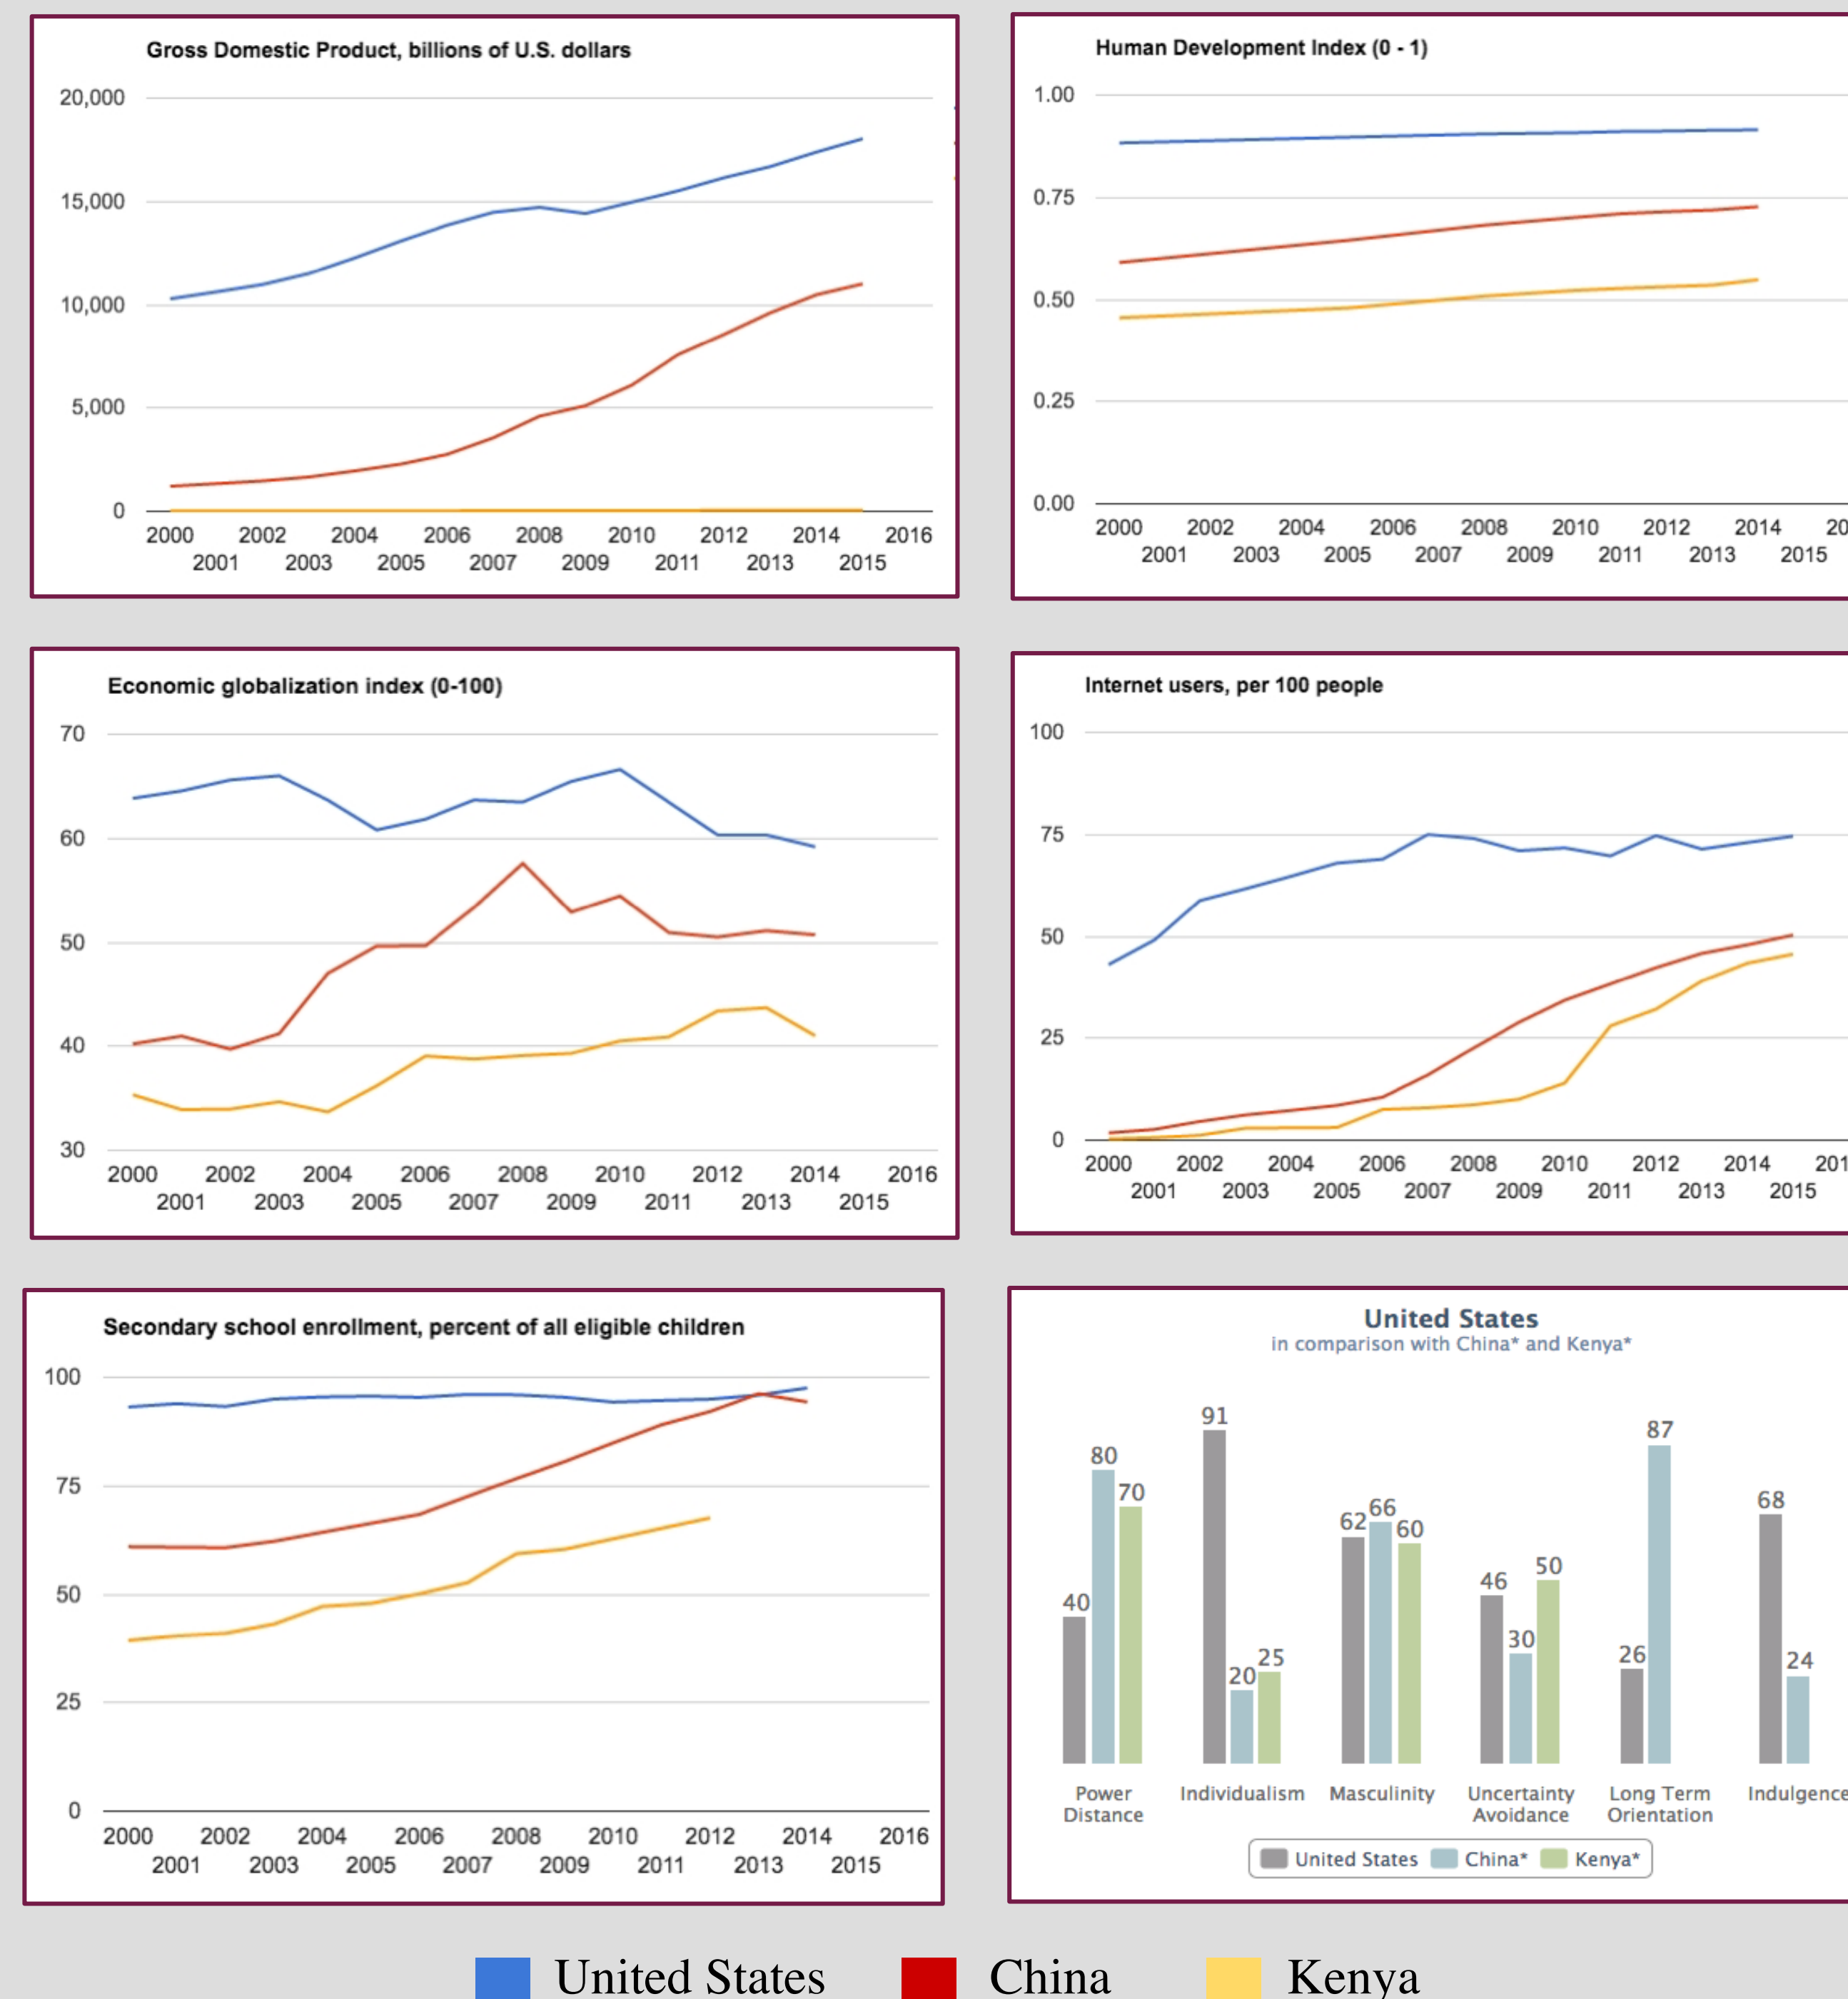 Gross Domestic Product, billions of U.S. dollars
20,000
15,000
10,000
5,000
0
2000 2002 2004 2006 2008 2010 2012 2014 2016
2001 2003 2005 2007 2009 2011 2013 2015
Human Development Index (0 - 1)
1.00
0.75
0.50
0.25
0.00
2000 2002 2004 2006 2008 2010 2012 2014 20
2001 2003 2005 2007 2009 2011 2013 2015
Economic globalization index (0-100)
70
60
50
40
30
2000 2002 2004 2006 2008 2010 2012 2014 2016
2001 2003 2005 2007 2009 2011 2013 2015
Internet users, per 100 people
100
75
50
25
0
2000 2002 2004 2006 2008 2010 2012 2014 201
2001 2003 2005 2007 2009 2011 2013 2015
Secondary school enrollment, percent of all eligible children
100
75
50
25
0
2000 2002 2004 2006 2008 2010 2012 2014 2016
2001 2003 2005 2007 2009 2011 2013 2015
United States
in comparison with China* and Kenya*
40 80 70
91 20 25
62 66 60
46 30 50
26 87
68 24
Power Distance
Individualism
Masculinity
Uncertainty Avoidance
Long Term Orientation
Indulgence
United States China* Kenya*
United States China Kenya